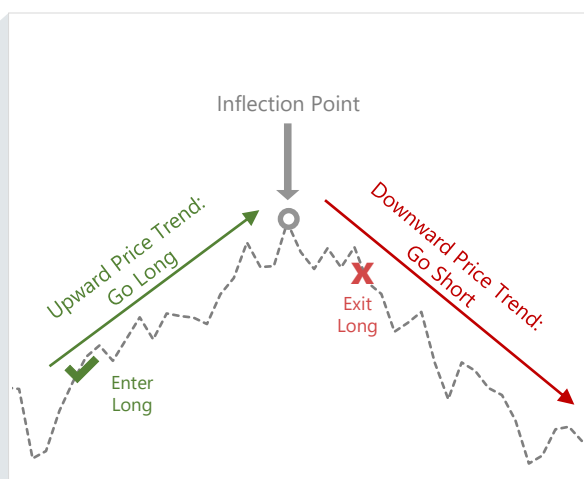 Inflection Point
Upward Price Trend:
Go Long
Downward Price Trend:
Go Short
X
Exit
Long
Enter
Long